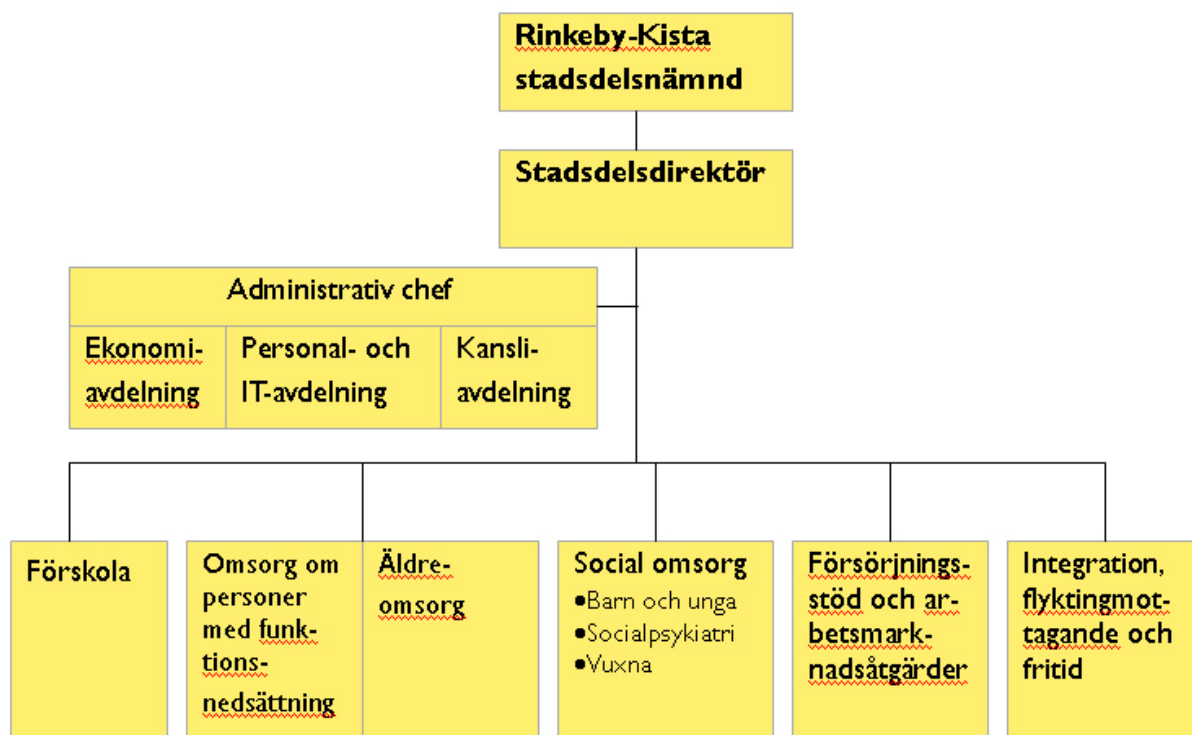 Rinkeby-Kista
stadsdelsnämnd
Stadsdelsdirektör
Administrativ chef
Ekonomi-
avdelning
Personal- och
IT-avdelning
Kansli-
avdelning
Förskola
Omsorg om
personer
med funk-
tions-
nedsättning
Äldre-
omsorg
Social omsorg
•Barn och unga
•Socialpsykiatri
•Vuxna
Försörjnings-
stöd och ar-
betsmark-
nadsåtgärder
Integration,
flyktingmot-
tagande och
fritid